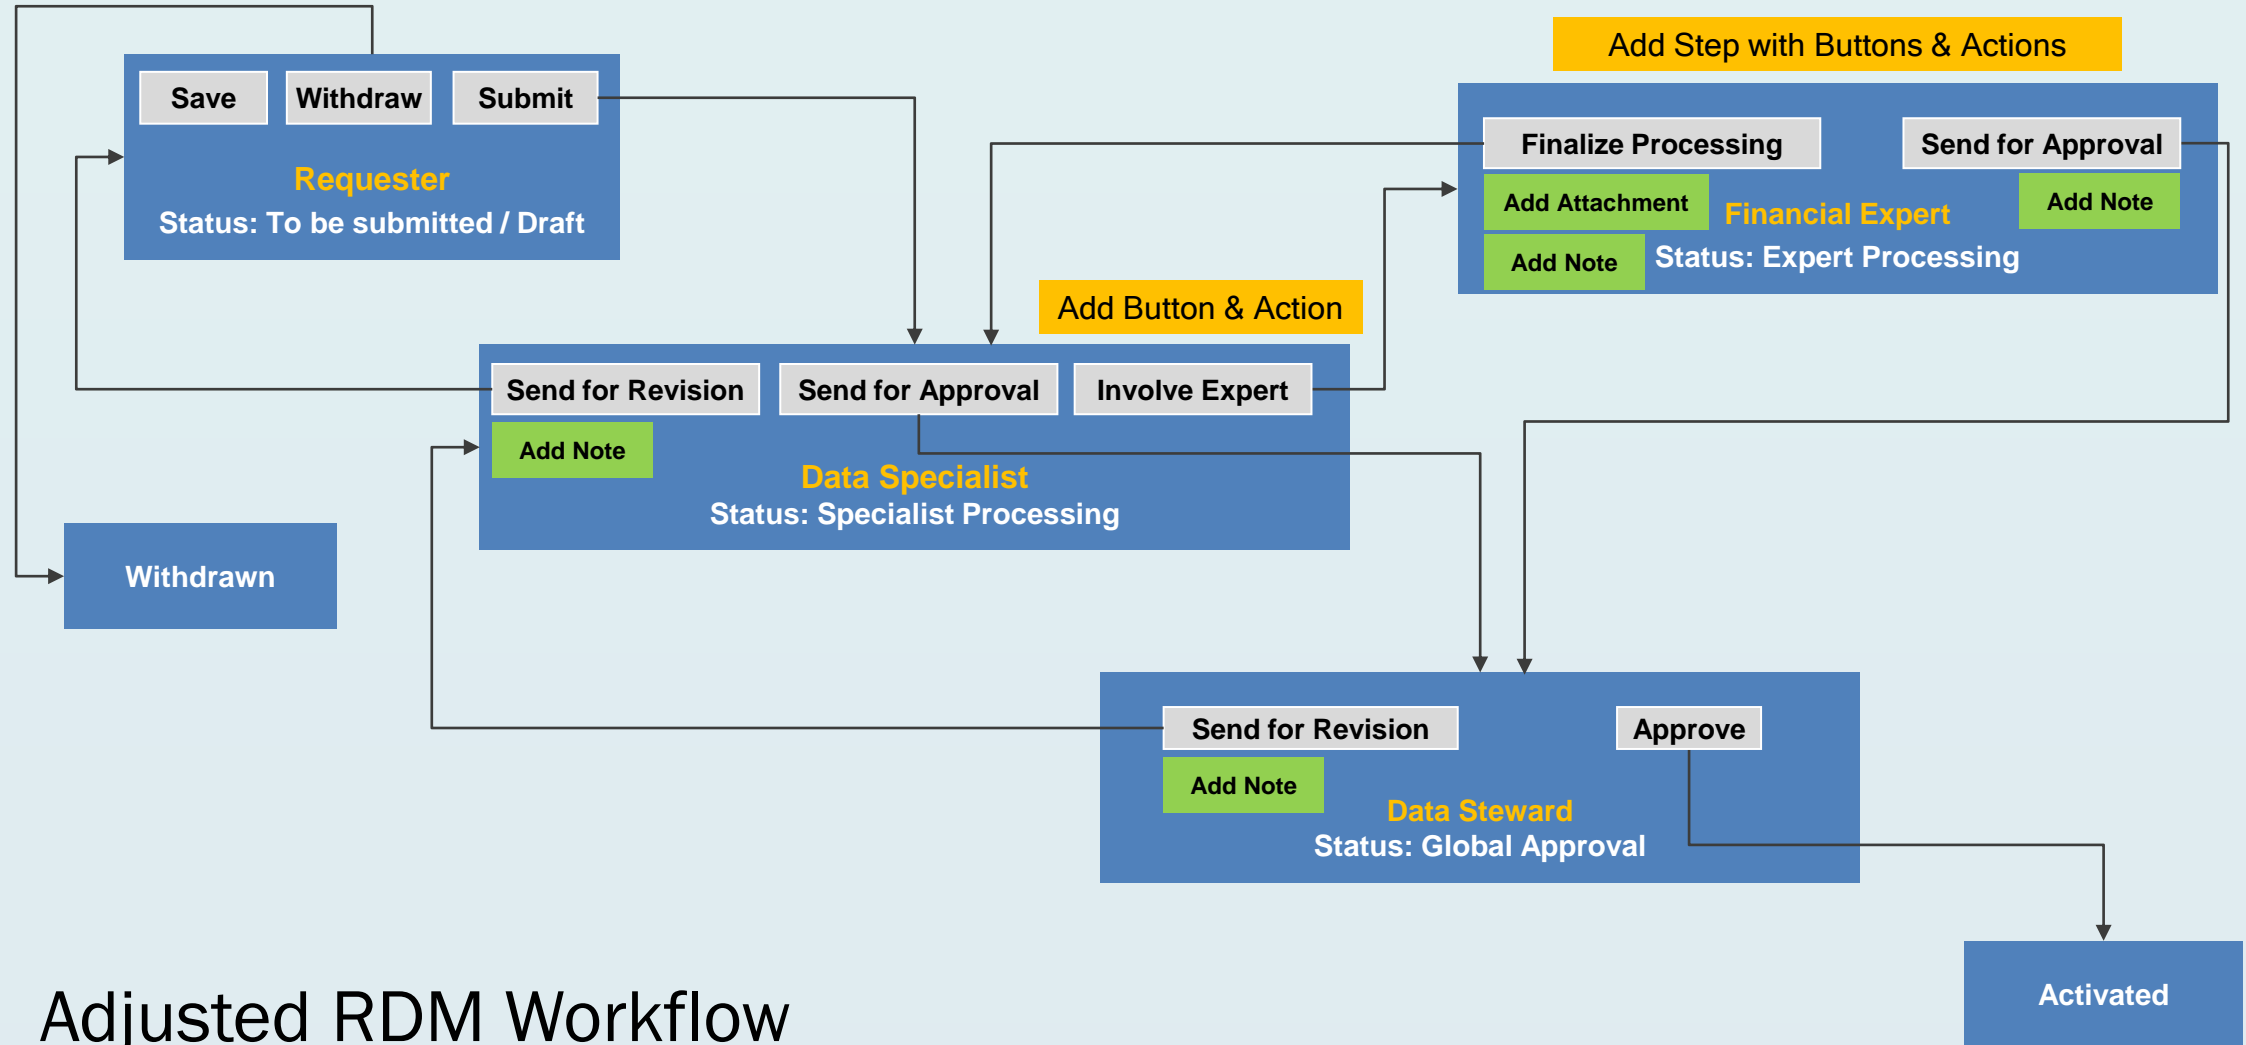 Add Step with Buttons & Actions
Save
Withdraw
Submit
Requester
Status: To be submitted / Draft
Finalize Processing
Send for Approval
Add Attachment
Financial Expert
Add Note
Add Note
Status: Expert Processing
Add Button & Action
Send for Revision
Send for Approval
Involve Expert
Add Note
Data Specialist
Status: Specialist Processing
Withdrawn
Send for Revision
Approve
Add Note
Data Steward
Status: Global Approval
Activated
Adjusted RDM Workflow